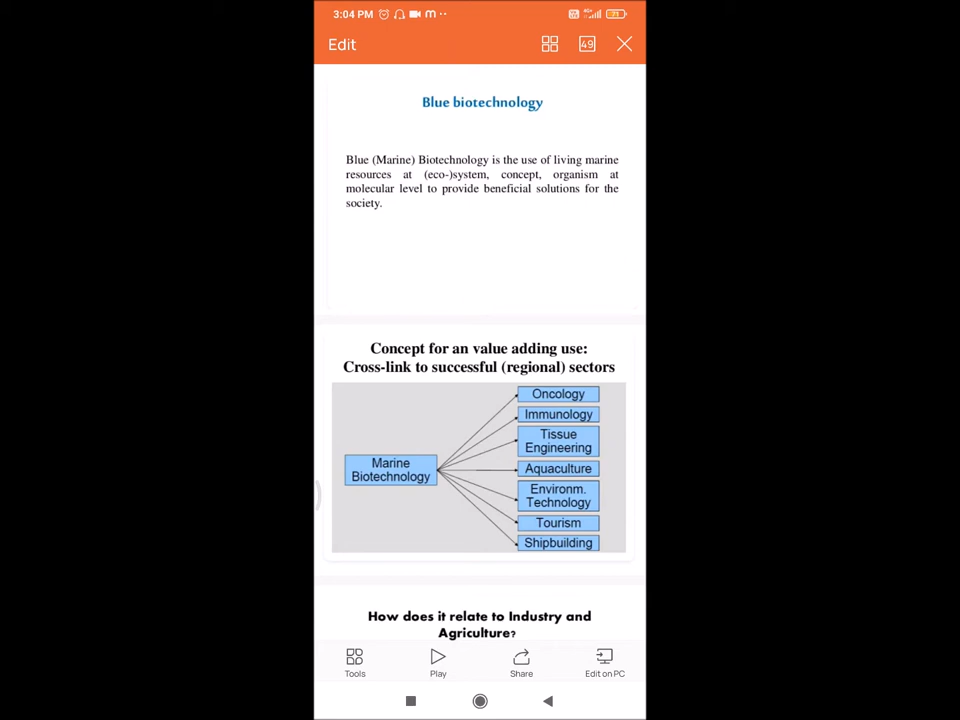 3:04 PM
Edit
49
Blue biotechnology
Blue (Marine) Biotechnology is the use of living marine
resources at (eco-)system, concept, organism at
molecular level to provide beneficial solutions for the
society.
Concept for an value adding use:
Cross-link to successful (regional) sectors
Marine
Biotechnology
Oncology
Immunology
Tissue
Engineering
Aquaculture
Environm.
Technology
Tourism
Shipbuilding
How does it relate to Industry and
Agriculture?
Tools
Play
Share
Edit on PC